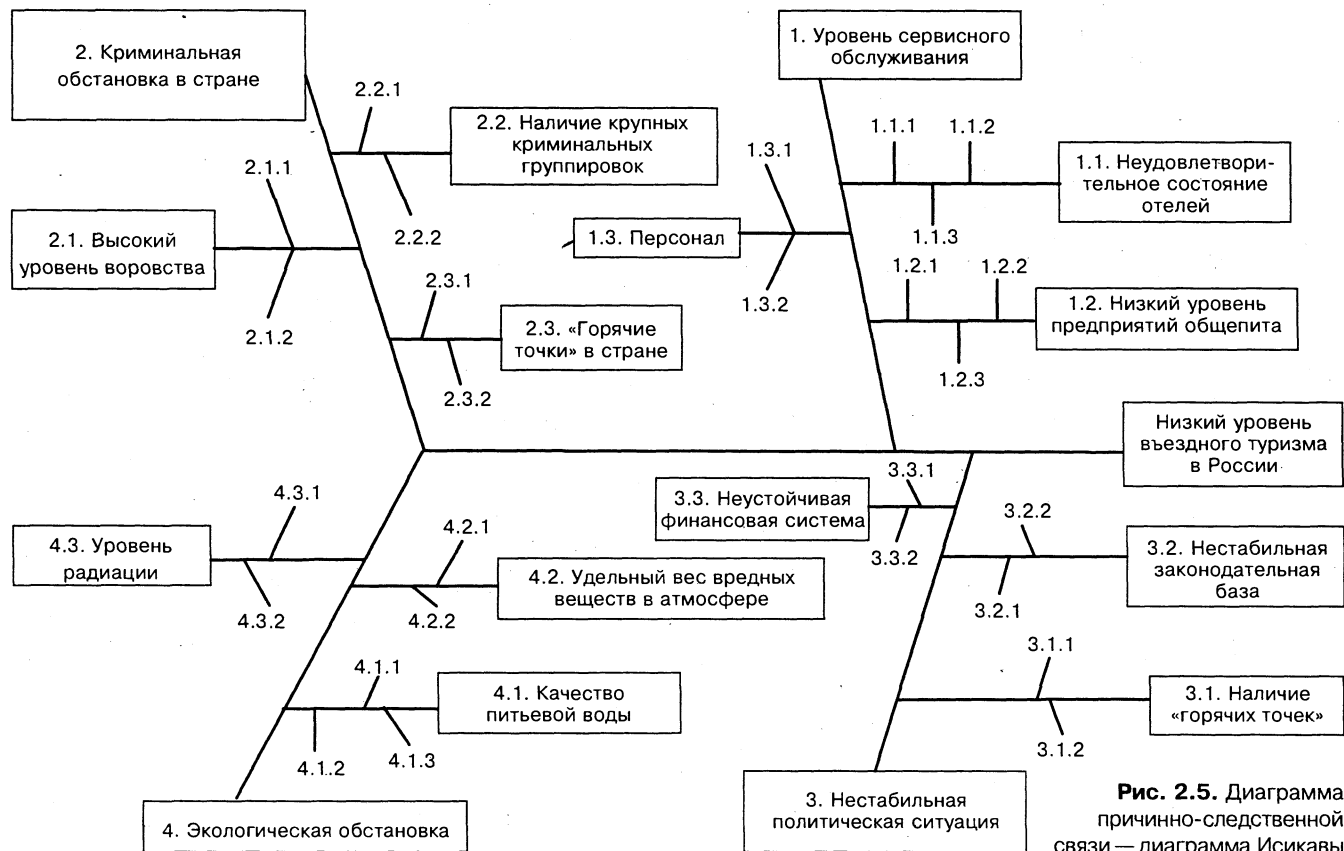 2. Криминальная
обстановка в стране
1. Уровень сервисного
обслуживания
2.2.1
2.2. Наличие крупных
криминальных
группировок
2.2.2
2.1.1
2.1. Высокий
уровень воровства
2.1.2
2.3.1
2.3. «Горячие
точки» в стране
2.3.2
1.1.1
1.1.2
1.1. Неудовлетвори-
тельное состояние
отелей
1.1.3
1.3.1
1.3. Персонал
1.3.2
1.2.1
1.2.2
1.2. Низкий уровень
предприятий общепита
1.2.3
Низкий уровень
въездного туризма
в России
4.3.1
4.3. Уровень
радиации
4.3.2
4.2.1
4.2. Удельный вес вредных
веществ в атмосфере
4.2.2
3.3.1
3.3. Неустойчивая
финансовая система
3.3.2
3.2.2
3.2. Нестабильная
законодательная
база
3.2.1
4.1.1
4.1. Качество
питьевой воды
4.1.2
4.1.3
3.1.1
3.1. Наличие
«горячих точек»
3.1.2
4. Экологическая обстановка
3. Нестабильная
политическая ситуация
Рис. 2.5. Диаграмма
причинно-следственной
связи — диаграмма Исикавы